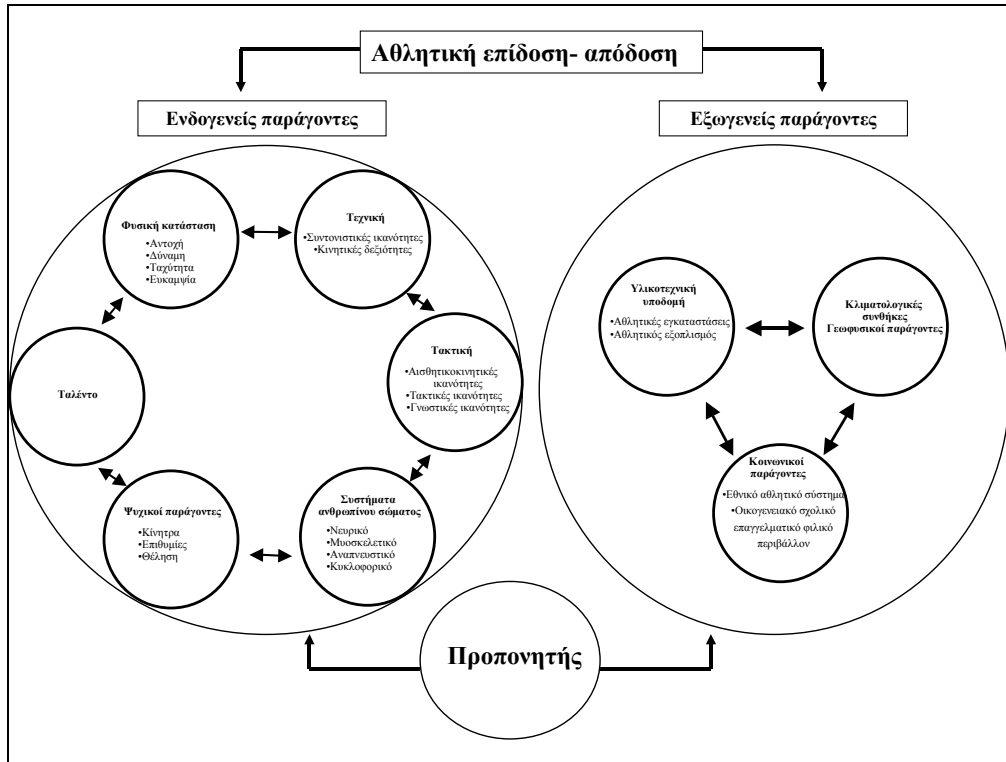 Αθλητική επίδοση- απόδοση
Ενδογενείς παράγοντες
Φυσική κατάσταση
•Αντοχή
•Δύναμη
•Ταχύτητα
•Ευκαμψία
Τεχνική
•Συντονιστικές ικανότητες
•Κινητικές δεξιότητες
Ταλέντο
Τακτική
•Αισθητικοκινητικές
ικανότητες
•Τακτικές ικανότητες
•Γνωστικές ικανότητες
Ψυχικοί παράγοντες
•Κίνητρα
•Επιθυμίες
•Θέληση
Συστήματα
ανθρωπίνου σώματος
•Νευρικό
•Μυοσκελετικό
•Αναπνευστικό
•Κυκλοφορικό
Εξωγενείς παράγοντες
Υλικοτεχνική
υποδομή
•Αθλητικές εγκαταστάσεις
•Αθλητικός εξοπλισμός
Κλιματολογικές
συνθήκες
Γεωφυσικοί παράγοντες
Κοινωνικοί
παράγοντες
•Εθνικό αθλητικό σύστημα
•Οικογενειακό σχολικό
επαγγελματικό φιλικό
περιβάλλον
Προπονητής